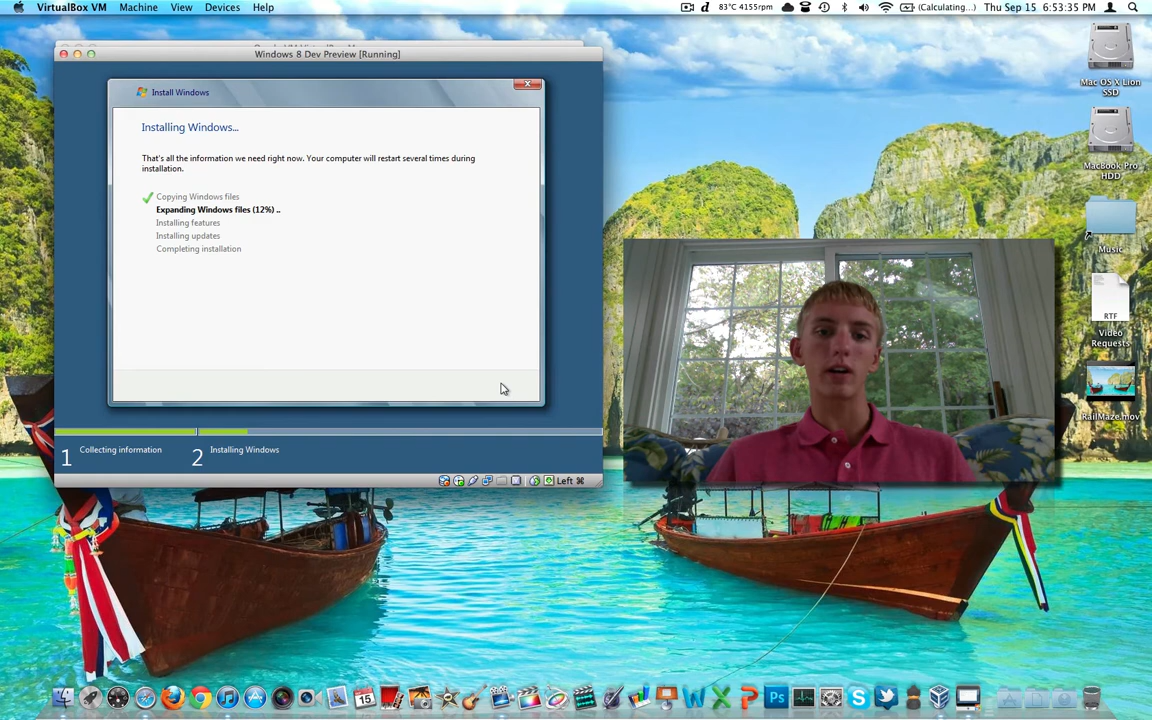 VirtualBox VM Machine View Devices Help
83°C 4155rpm (Calculating...) Thu Sep 15 6:53:35 PM
Windows 8 Dev Preview [Running]
Install Windows
Installing Windows...
That's all the information we need right now. Your computer will restart several times during
installation.
Copying Windows files
Expanding Windows files (12%) ..
Installing features
Installing updates
Completing installation
1 Collecting information 2 Installing Windows
Left ⌘
Mac OS X Lion
SSD
MacBook Pro
HDD
Music
RTF
Video
Requests
RailMaze.mov
15